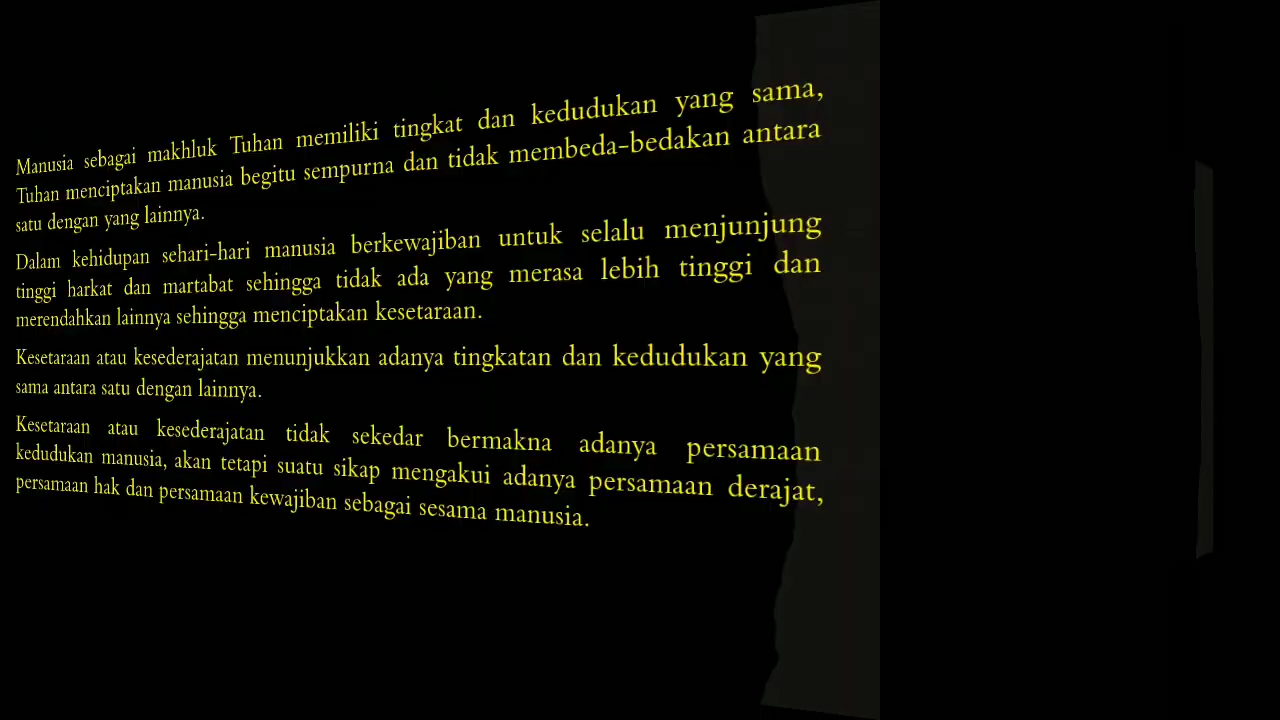 Manusia sebagai makhluk Tuhan memiliki tingkat dan kedudukan yang sama,
Tuhan menciptakan manusia begitu sempurna dan tidak membeda-bedakan antara
satu dengan yang lainnya.
Dalam kehidupan sehari-hari manusia berkewajiban untuk selalu menjunjung
tinggi harkat dan martabat sehingga tidak ada yang merasa lebih tinggi dan
merendahkan lainnya sehingga menciptakan kesetaraan.
Kesetaraan atau kesederajatan menunjukkan adanya tingkatan dan kedudukan yang
sama antara satu dengan lainnya.
Kesetaraan atau kesederajatan tidak sekedar bermakna adanya persamaan
kedudukan manusia, akan tetapi suatu sikap mengakui adanya persamaan derajat,
persamaan hak dan persamaan kewajiban sebagai sesama manusia.